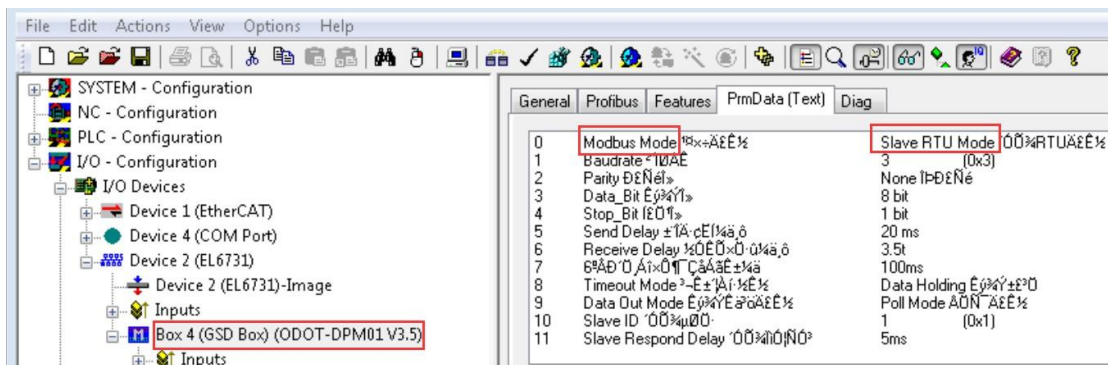 File Edit Actions View Options Help
SYSTEM - Configuration
NC - Configuration
PLC - Configuration
I/O - Configuration
I/O Devices
Device 1 (EtherCAT)
Device 4 (COM Port)
Device 2 (EL6731)
Device 2 (EL6731)-Image
Inputs
Box 4 (GSD Box) (ODOT-DPM01 V3.5)
Inputs
General Profibus Features PrmData (Text) Diag
0 Modbus Mode Slave RTU Mode
1 Baudrate 3 (0x3)
2 Parity None
3 Data_Bit 8 bit
4 Stop_Bit 1 bit
5 Send Delay 20 ms
6 Receive Delay 3.5t
7 100ms
8 Timeout Mode Data Holding
9 Data Out Mode Poll Mode
10 Slave ID 1 (0x1)
11 Slave Respond Delay 5ms